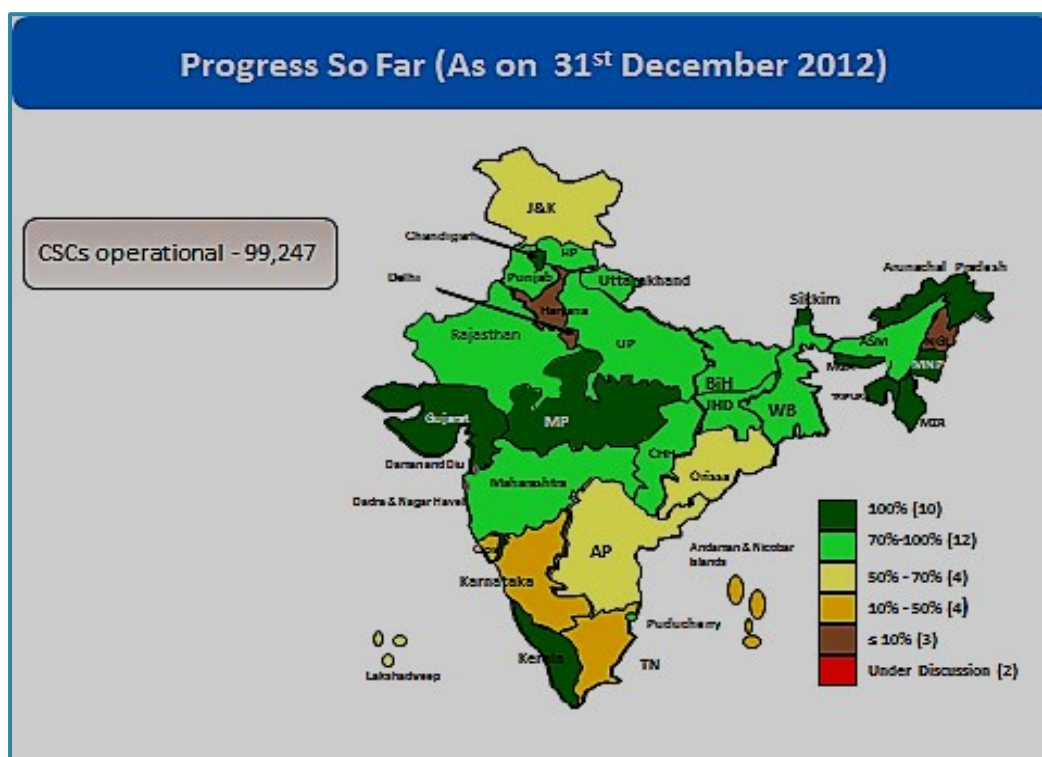 Progress So Far (As on 31st December 2012)
CSCs operational - 99,247
J&K
Chandigarh
HP
Punjab
Uttarakhand
Delhi
Haryana
Arunachal Pradesh
Sikkim
Rajasthan
UP
ASM
NGL
MNP
BiH
JHD
WB
MIR
Gujarat
MP
CHH
Daman and Diu
Orissa
Maharashtra
Dadra & Nagar Haveli
Goa
AP
Andaman & Nicobar
Islands
Karnataka
Puducherry
Kerala
TN
Lakshadweep
100% (10)
70%-100% (12)
50% - 70% (4)
10% - 50% (4)
≤ 10% (3)
Under Discussion (2)